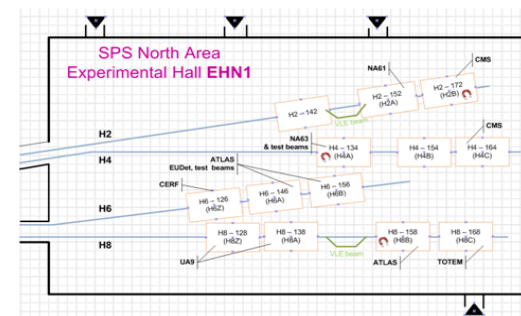 SPS North Area
Experimental Hall EHN1
NA61
CMS
H2 – 172
(H2B)
H2 – 152
(H2A)
H2 – 142
VLE beam
H2
H4
NA63
& test beams
CMS
H4 – 134
(H4A)
H4 – 154
(H4B)
H4 – 164
(H4C)
ATLAS
EUDet, test beams
CERF
H6 – 126
(H6Z)
H6 – 146
(H6A)
H6 – 156
(H6B)
H6
H8
H8 – 128
(H8Z)
H8 – 138
(H8A)
H8 – 158
(H8B)
H8 – 168
(H8C)
VLE beam
UA9
ATLAS
TOTEM